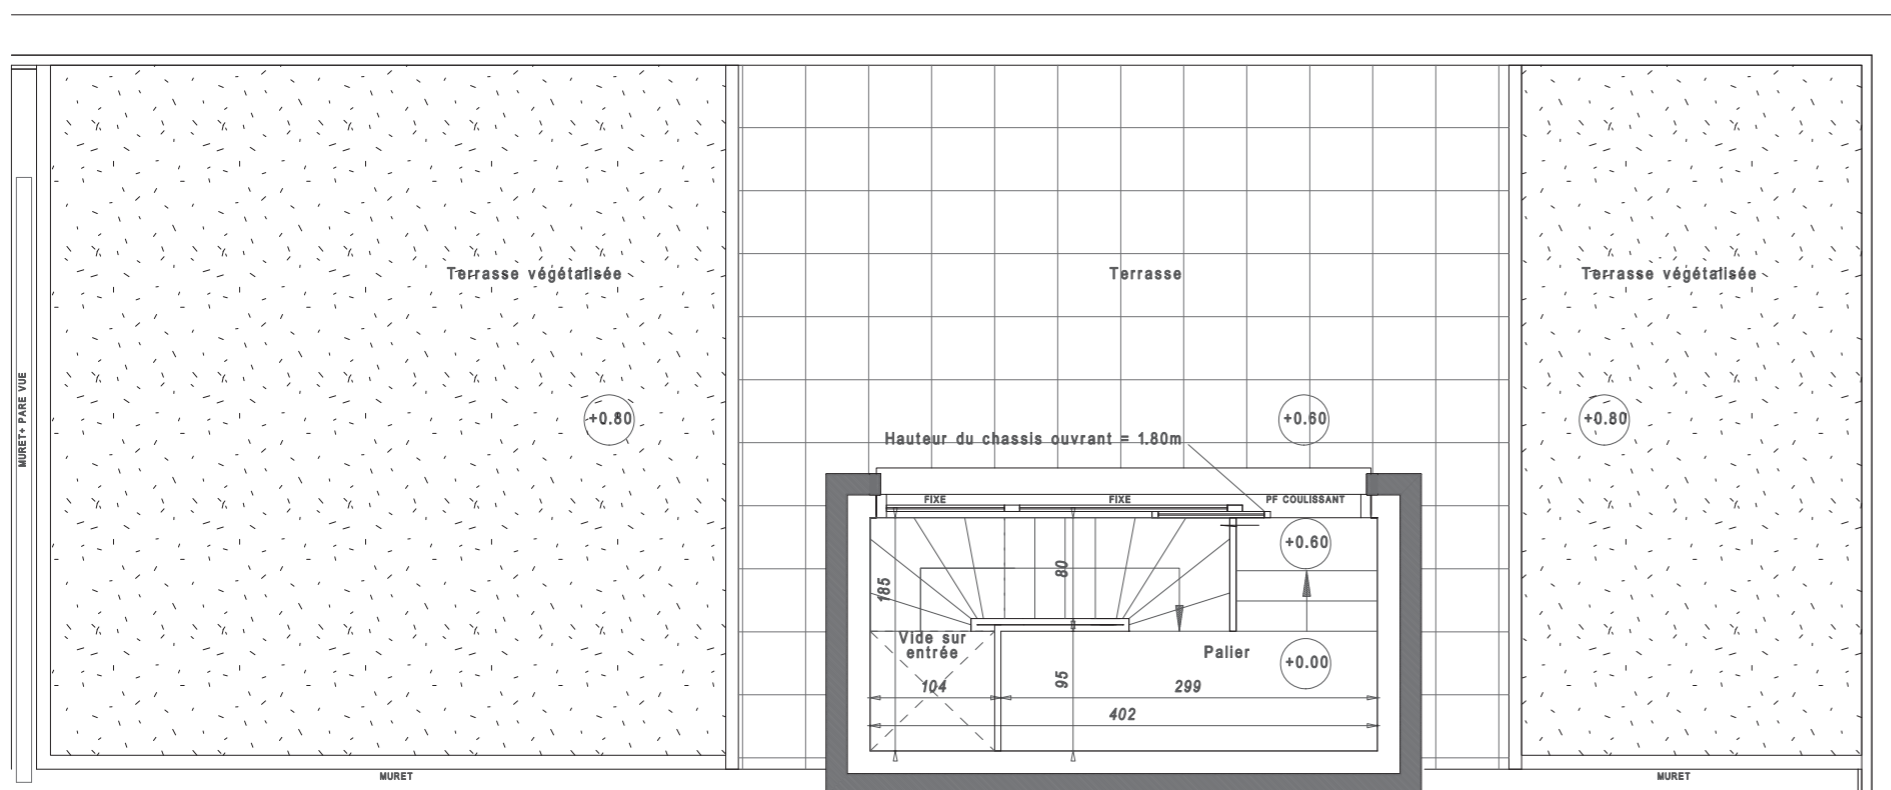 Terrasse végétalisée
Terrasse
Terrasse végétalisée
MURET+ PARE VUE
+0.80
+0.60
+0.80
Hauteur du chassis ouvrant = 1.80m
FIXE
FIXE
PF COULISSANT
+0.60
185
80
Vide sur
entrée
Palier
+0.00
104
95
299
402
MURET
MURET